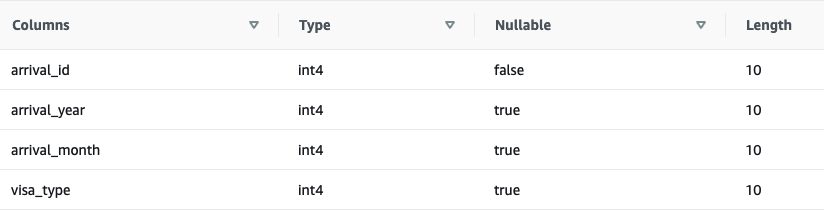 Columns Type Nullable Length
arrival_id int4 false 10
arrival_year int4 true 10
arrival_month int4 true 10
visa_type int4 true 10